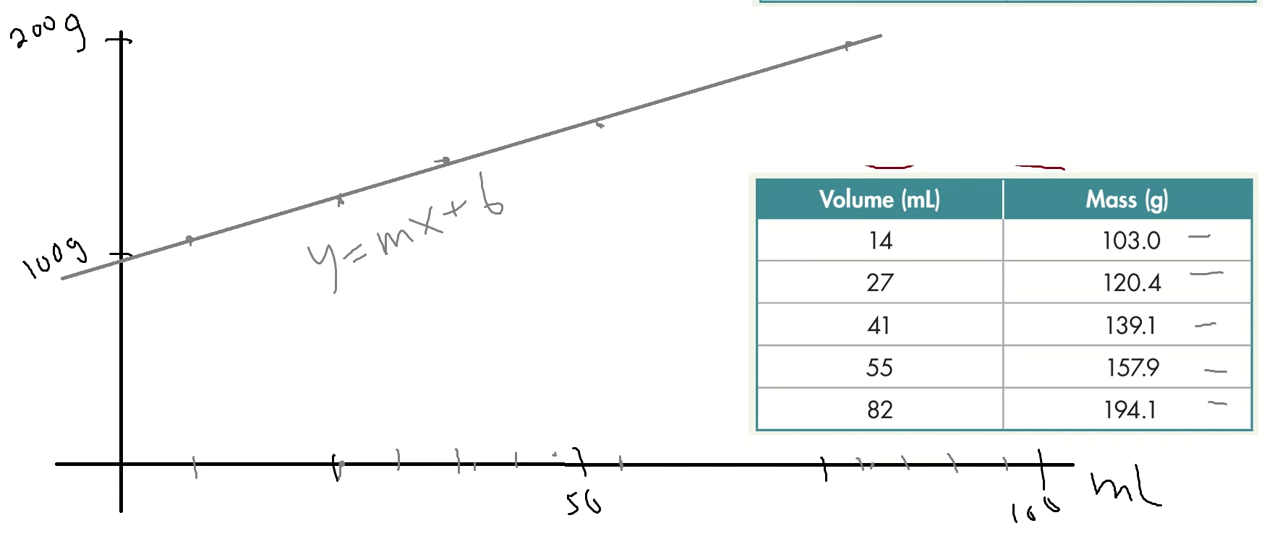 200g
100g
y = mx + b
50
100
ml
Volume (mL) Mass (g)
14 103.0
27 120.4
41 139.1
55 157.9
82 194.1